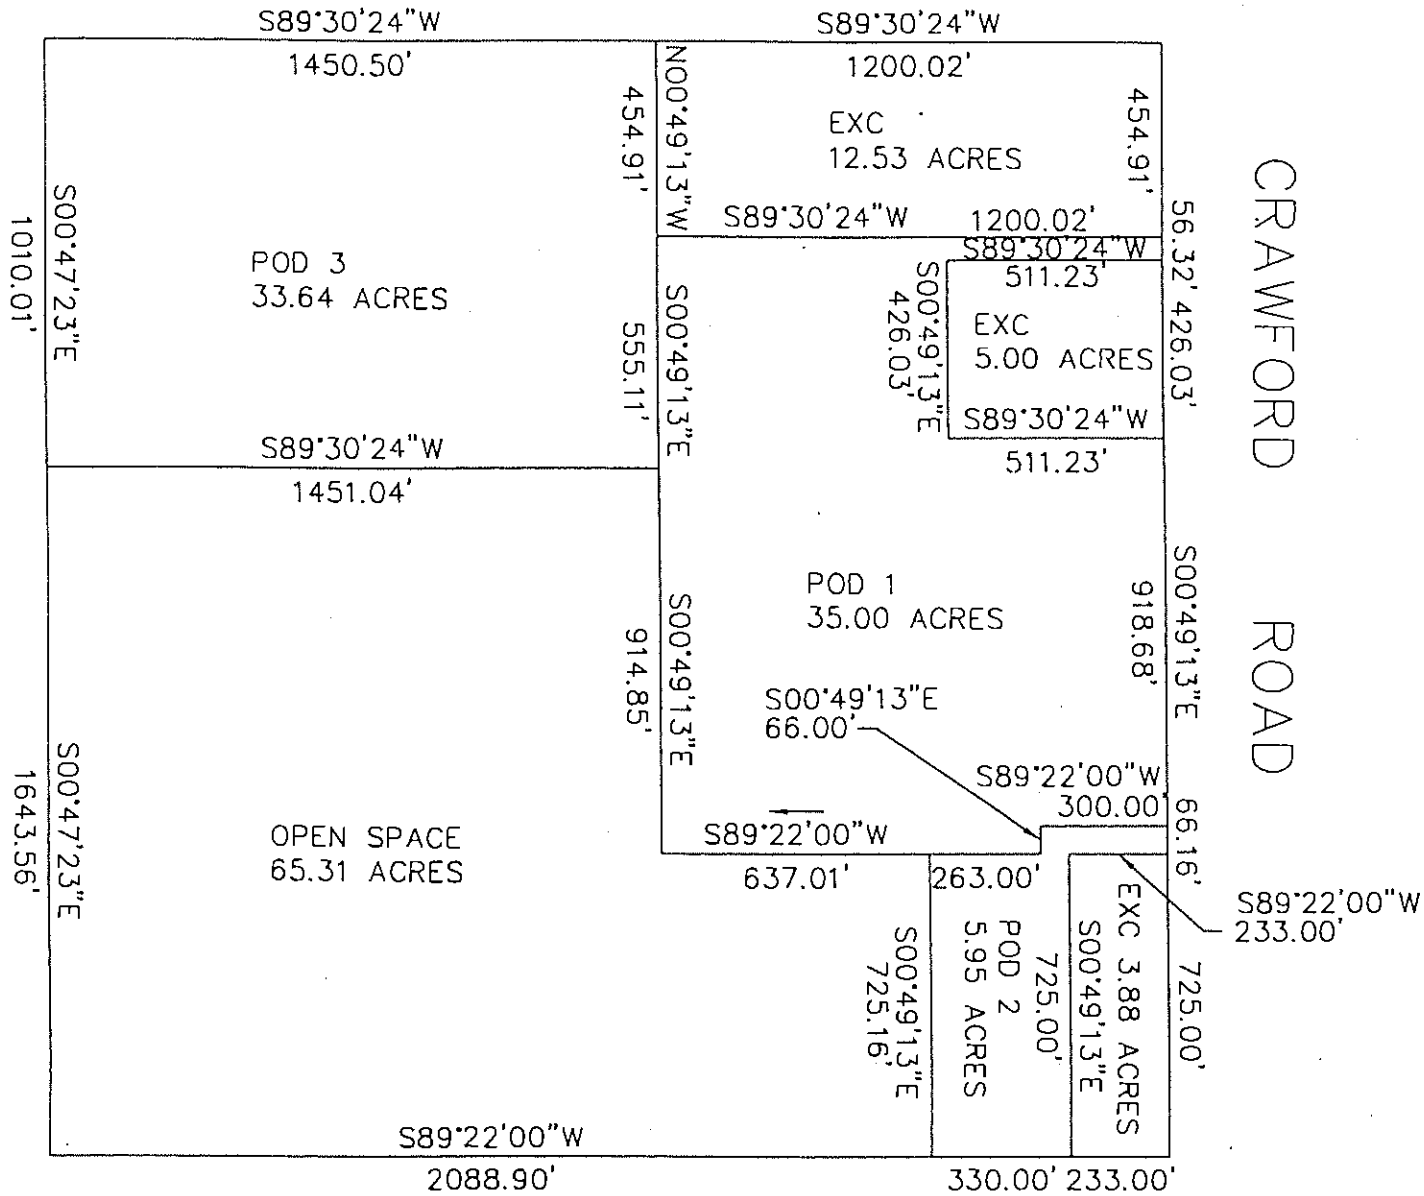 S89°30'24"W
S89°30'24"W
1450.50'
1200.02'
N00°49'13"W
454.91'
454.91'
EXC
12.53 ACRES
CRAWFORD ROAD
S89°30'24"W 1200.02'
56.32'
S89°30'24"W
511.23'
S00°49'13"E
426.03'
426.03'
EXC
5.00 ACRES
S89°30'24"W
511.23'
S00°47'23"E
1010.01'
POD 3
33.64 ACRES
S00°49'13"E
555.11'
S89°30'24"W
1451.04'
POD 1
35.00 ACRES
S00°49'13"E
918.68'
S00°49'13"E
914.85'
S00°49'13"E
66.00'
S89°22'00"W
300.00'
66.16'
S89°22'00"W
637.01'
263.00'
S89°22'00"W
233.00'
OPEN SPACE
65.31 ACRES
S00°47'23"E
1643.56'
S00°49'13"E
725.16'
POD 2
5.95 ACRES
725.00'
S00°49'13"E
EXC 3.88 ACRES
725.00'
S89°22'00"W
2088.90'
330.00' 233.00'